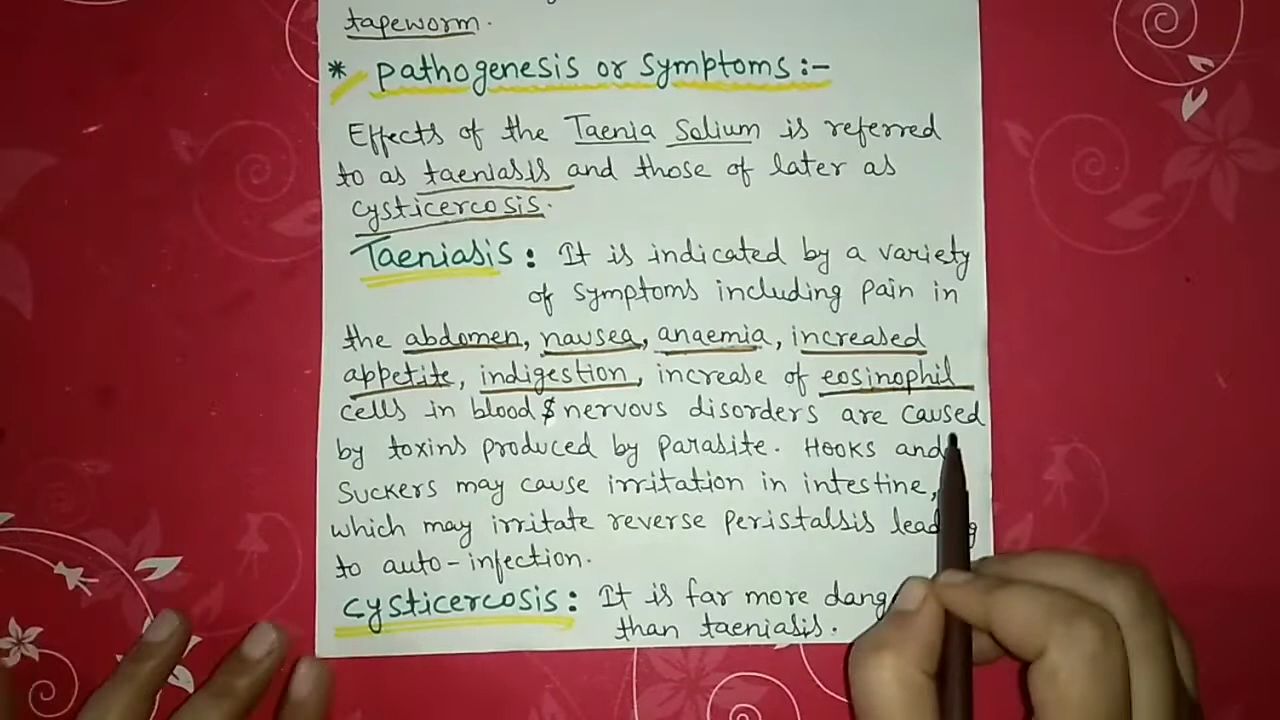 tapeworm.
* Pathogenesis or Symptoms :-
Effects of the Taenia Solium is referred
to as taeniasis and those of later as
cysticercosis.
Taeniasis : It is indicated by a variety
of symptoms including pain in
the abdomen, nausea, anaemia, increased
appetite, indigestion, increase of eosinophil
cells in blood & nervous disorders are caused
by toxins produced by parasite. Hooks and
Suckers may cause irritation in intestine,
which may irritate reverse peristalsis
to auto-infection.
Cysticercosis : It is far more
than taeniasis.